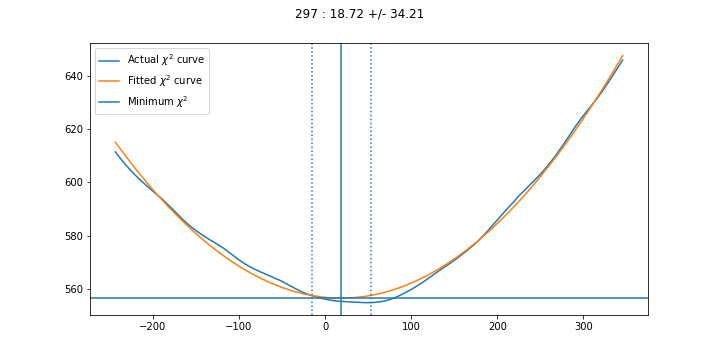 297 : 18.72 +/- 34.21
Actual χ² curve
Fitted χ² curve
Minimum χ²
640
620
600
580
560
−200 −100 0 100 200 300